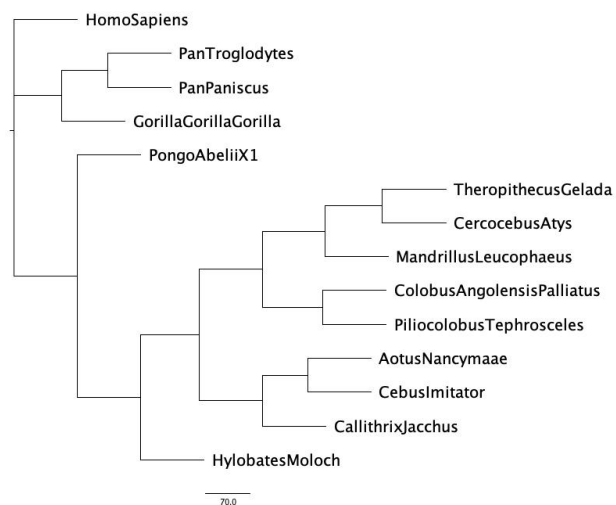 HomoSapiens
PanTroglodytes
PanPaniscus
GorillaGorillaGorilla
PongoAbeliiX1
TheropithecusGelada
CercocebusAtys
MandrillusLeucophaeus
ColobusAngolensisPalliatus
PiliocolobusTephrosceles
AotusNancymaae
CebusImitator
CallithrixJacchus
HylobatesMoloch
70.0